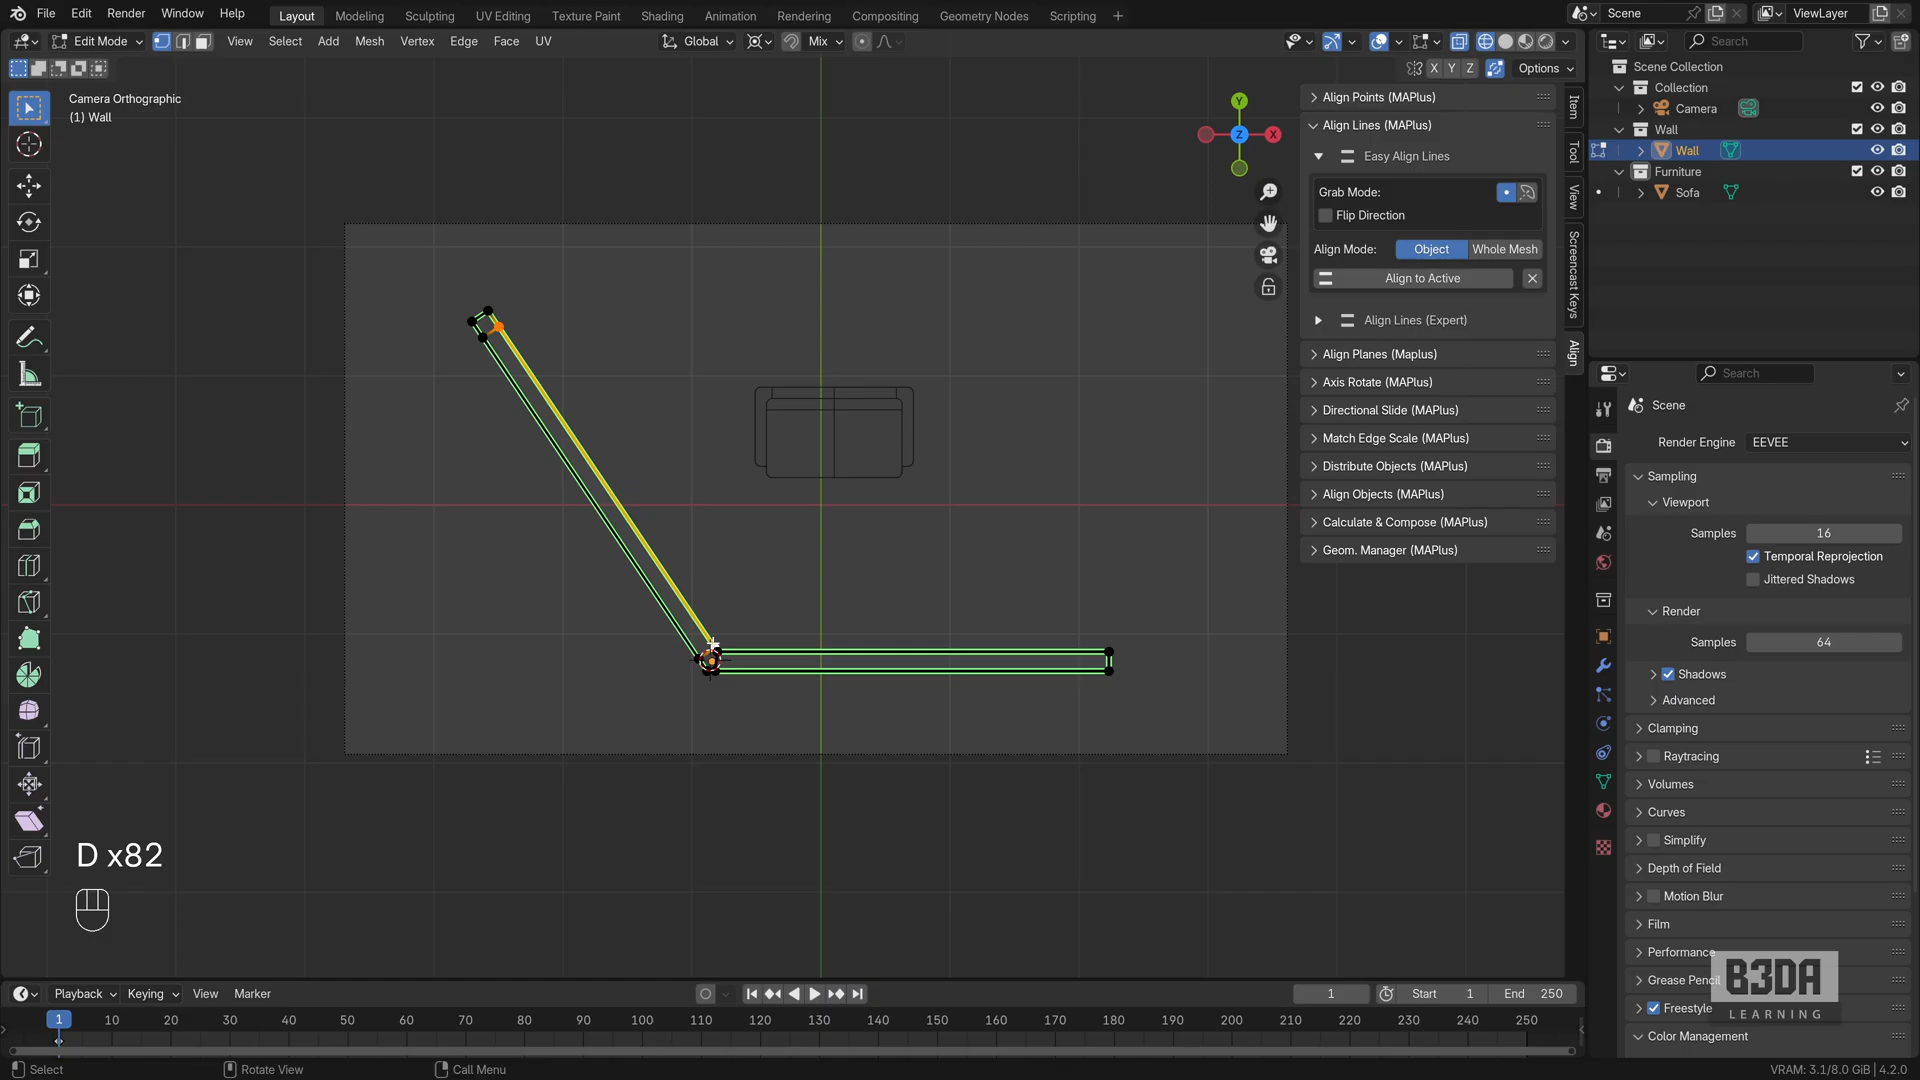 File Edit Render Window Help Layout Modeling Sculpting UV Editing Texture Paint Shading Animation Rendering Compositing Geometry Nodes Scripting + Scene ViewLayer
Edit Mode View Select Add Mesh Vertex Edge Face UV Global Mix Search
X Y Z Options
Camera Orthographic
(1) Wall
Y
Z
X
Align Points (MAPlus)
Align Lines (MAPlus)
Easy Align Lines
Grab Mode:
Flip Direction
Align Mode: Object Whole Mesh
Align to Active
Align Lines (Expert)
Align Planes (Maplus)
Axis Rotate (MAPlus)
Directional Slide (MAPlus)
Match Edge Scale (MAPlus)
Distribute Objects (MAPlus)
Align Objects (MAPlus)
Calculate & Compose (MAPlus)
Geom. Manager (MAPlus)
Item
Tool
View
Screencast Keys
Align
Scene Collection
Collection
Camera
Wall
Wall
Furniture
Sofa
Search
Scene
Render Engine EEVEE
Sampling
Viewport
Samples 16
Temporal Reprojection
Jittered Shadows
Render
Samples 64
Shadows
Advanced
Clamping
Raytracing
Volumes
Curves
Simplify
Depth of Field
Motion Blur
Film
Performance
Grease Pencil
Freestyle
Color Management
B3DA
LEARNING
D x82
Playback Keying View Marker 1 Start 1 End 250
1 10 20 30 40 50 60 70 80 90 100 110 120 130 140 150 160 170 180 190 200 210 220 230 240 250
Select Rotate View Call Menu VRAM: 3.1/8.0 GiB | 4.2.0